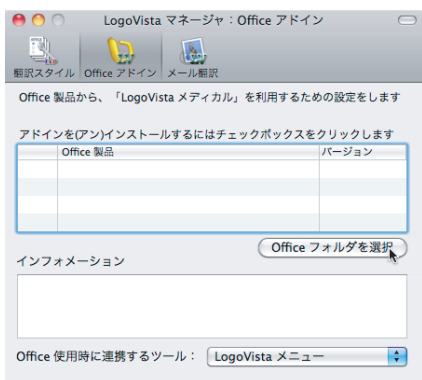 LogoVista マネージャ：Office アドイン
翻訳スタイル Office アドイン メール翻訳
Office 製品から、「LogoVista メディカル」を利用するための設定をします
アドインを(アン)インストールするにはチェックボックスをクリックします
Office 製品 バージョン
Office フォルダを選択
インフォメーション
Office 使用時に連携するツール： LogoVista メニュー